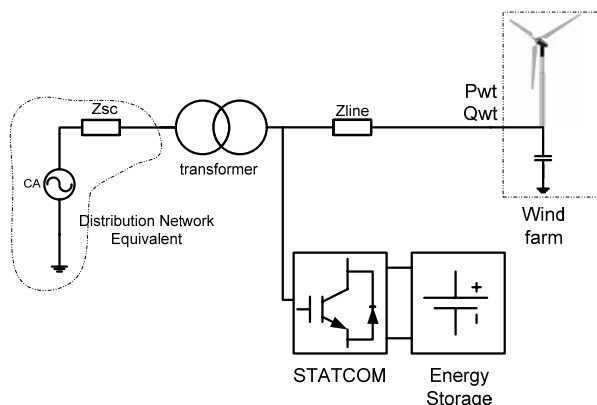 Zsc
Zline
Pwt
Qwt
transformer
CA
Distribution Network
Equivalent
Wind
farm
+
STATCOM
Energy
Storage